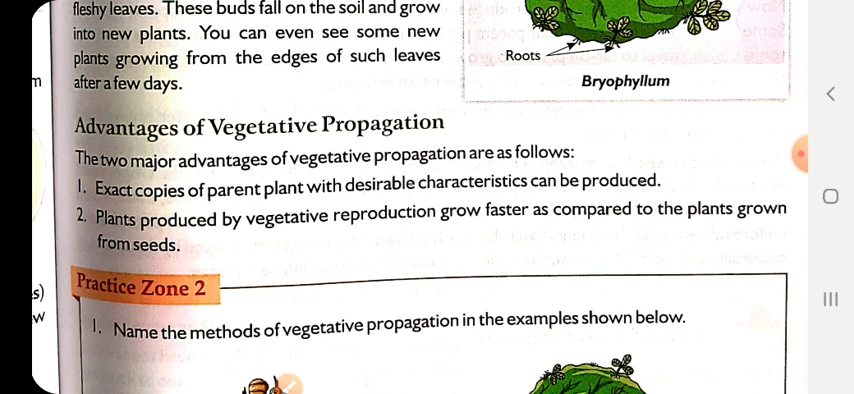 fleshy leaves. These buds fall on the soil and grow
into new plants. You can even see some new
plants growing from the edges of such leaves
after a few days.
Roots
Bryophyllum
m
Advantages of Vegetative Propagation
The two major advantages of vegetative propagation are as follows:
1. Exact copies of parent plant with desirable characteristics can be produced.
2. Plants produced by vegetative reproduction grow faster as compared to the plants grown
from seeds.
s)
w
Practice Zone 2
1. Name the methods of vegetative propagation in the examples shown below.